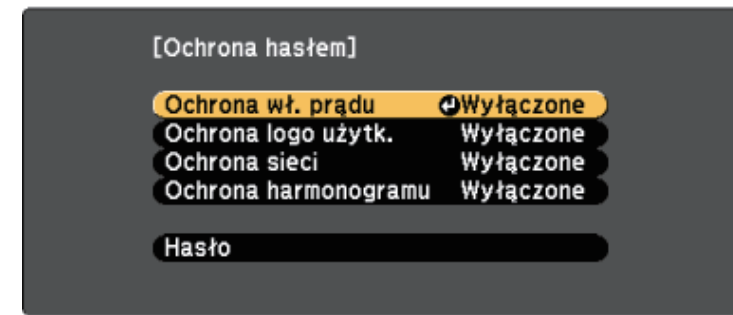 [Ochrona hasłem]
Ochrona wł. prądu Wyłączone
Ochrona logo użytk. Wyłączone
Ochrona sieci Wyłączone
Ochrona harmonogramu Wyłączone
Hasło